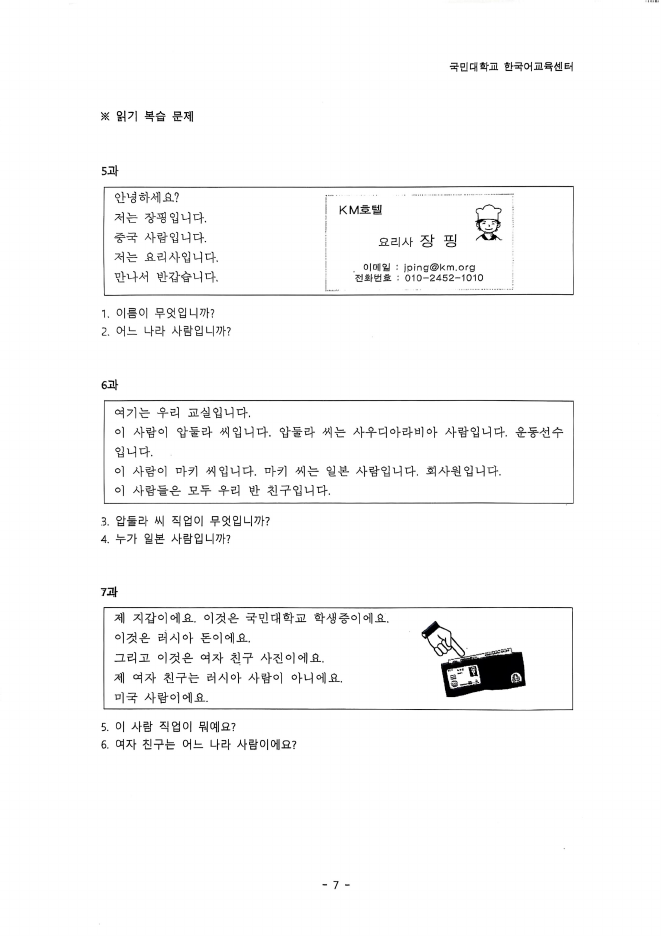 국민대학교 한국어교육센터
※ 읽기 복습 문제
5과
안녕하세요?
저는 장핑입니다.
중국 사람입니다.
저는 요리사입니다.
만나서 반갑습니다.
KM호텔
요리사 장 핑
이메일 : jping@km.org
전화번호 : 010-2452-1010
1. 이름이 무엇입니까?
2. 어느 나라 사람입니까?
6과
여기는 우리 교실입니다.
이 사람이 압둘라 씨입니다. 압둘라 씨는 사우디아라비아 사람입니다. 운동선수
입니다.
이 사람이 마키 씨입니다. 마키 씨는 일본 사람입니다. 회사원입니다.
이 사람들은 모두 우리 반 친구입니다.
3. 압둘라 씨 직업이 무엇입니까?
4. 누가 일본 사람입니까?
7과
제 지갑이에요. 이것은 국민대학교 학생증이에요.
이것은 러시아 돈이에요.
그리고 이것은 여자 친구 사진이에요.
제 여자 친구는 러시아 사람이 아니에요.
미국 사람이에요.
5. 이 사람 직업이 뭐예요?
6. 여자 친구는 어느 나라 사람이에요?
- 7 -